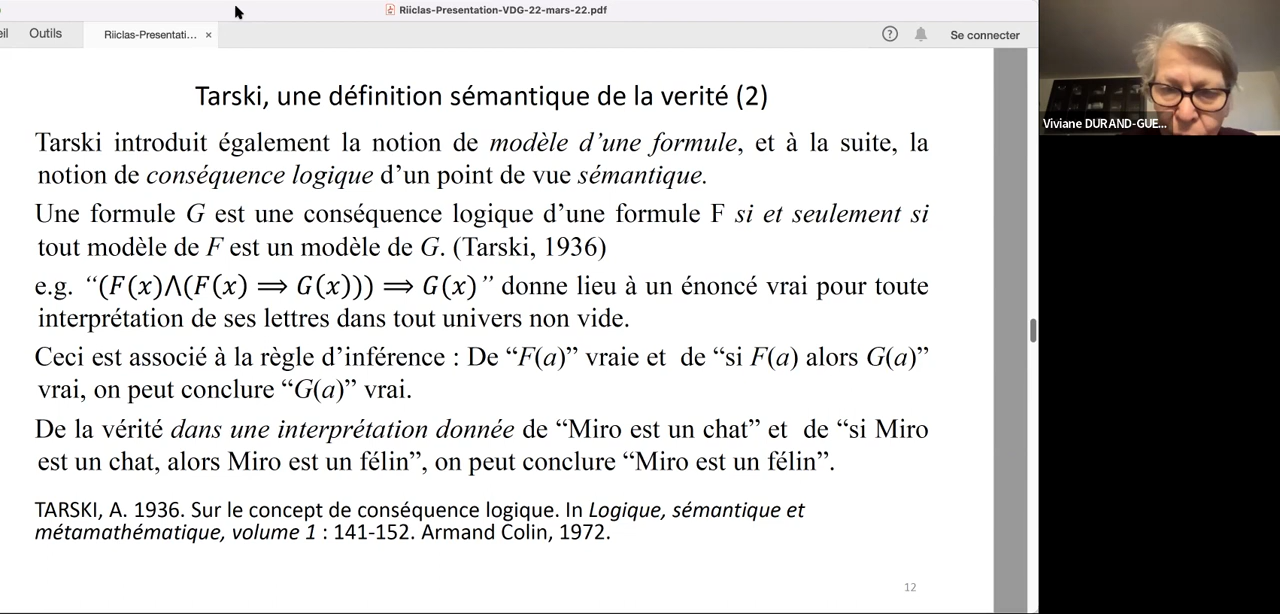 Riiclas-Presentation-VDG-22-mars-22.pdf
eil Outils Riiclas-Presentati... × ? Se connecter
Tarski, une définition sémantique de la verité (2)
Tarski introduit également la notion de modèle d’une formule, et à la suite, la
notion de conséquence logique d’un point de vue sémantique.
Une formule G est une conséquence logique d’une formule F si et seulement si
tout modèle de F est un modèle de G. (Tarski, 1936)
e.g. “(F(x)⋀(F(x) ⟹ G(x))) ⟹ G(x)” donne lieu à un énoncé vrai pour toute
interprétation de ses lettres dans tout univers non vide.
Ceci est associé à la règle d’inférence : De “F(a)” vraie et de “si F(a) alors G(a)”
vrai, on peut conclure “G(a)” vrai.
De la vérité dans une interprétation donnée de “Miro est un chat” et de “si Miro
est un chat, alors Miro est un félin”, on peut conclure “Miro est un félin”.
TARSKI, A. 1936. Sur le concept de conséquence logique. In Logique, sémantique et
métamathématique, volume 1 : 141-152. Armand Colin, 1972.
12
Viviane DURAND-GUE...